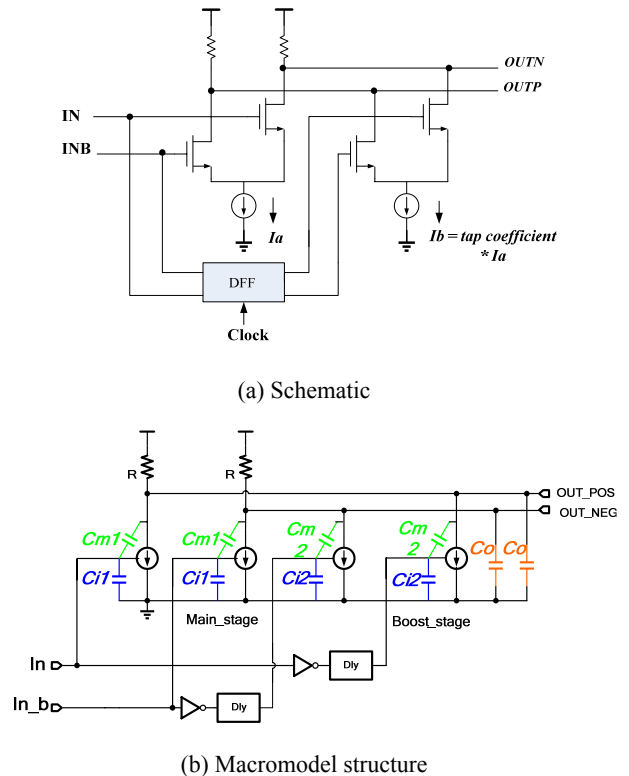 OUTN
OUTP
IN
INB
Ia
Ib = tap coefficient
* Ia
DFF
Clock
(a) Schematic
R
R
OUT_POS
OUT_NEG
Cm1
Cm1
Cm
2
Cm
2
Co
Co
Ci1
Ci1
Ci2
Ci2
Main_stage
Boost_stage
In
Dly
In_b
Dly
(b) Macromodel structure